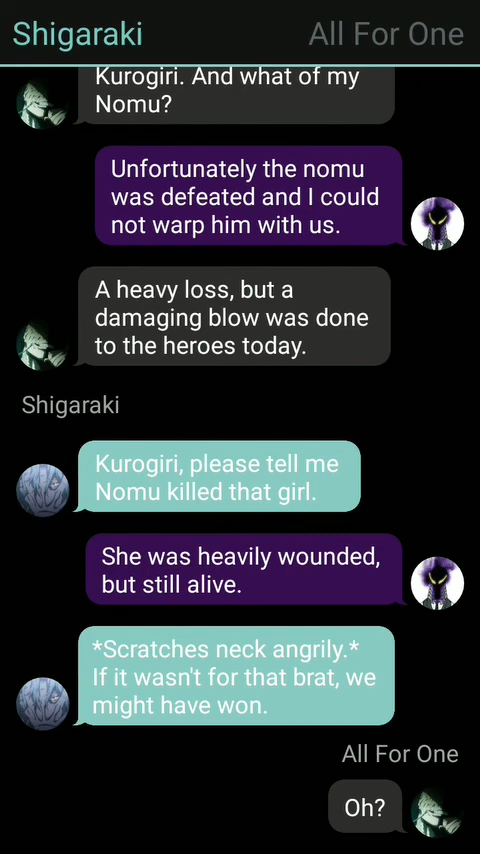 Shigaraki All For One
Kurogiri. And what of my
Nomu?
Unfortunately the nomu
was defeated and I could
not warp him with us.
A heavy loss, but a
damaging blow was done
to the heroes today.
Shigaraki
Kurogiri, please tell me
Nomu killed that girl.
She was heavily wounded,
but still alive.
*Scratches neck angrily.*
If it wasn't for that brat, we
might have won.
All For One
Oh?